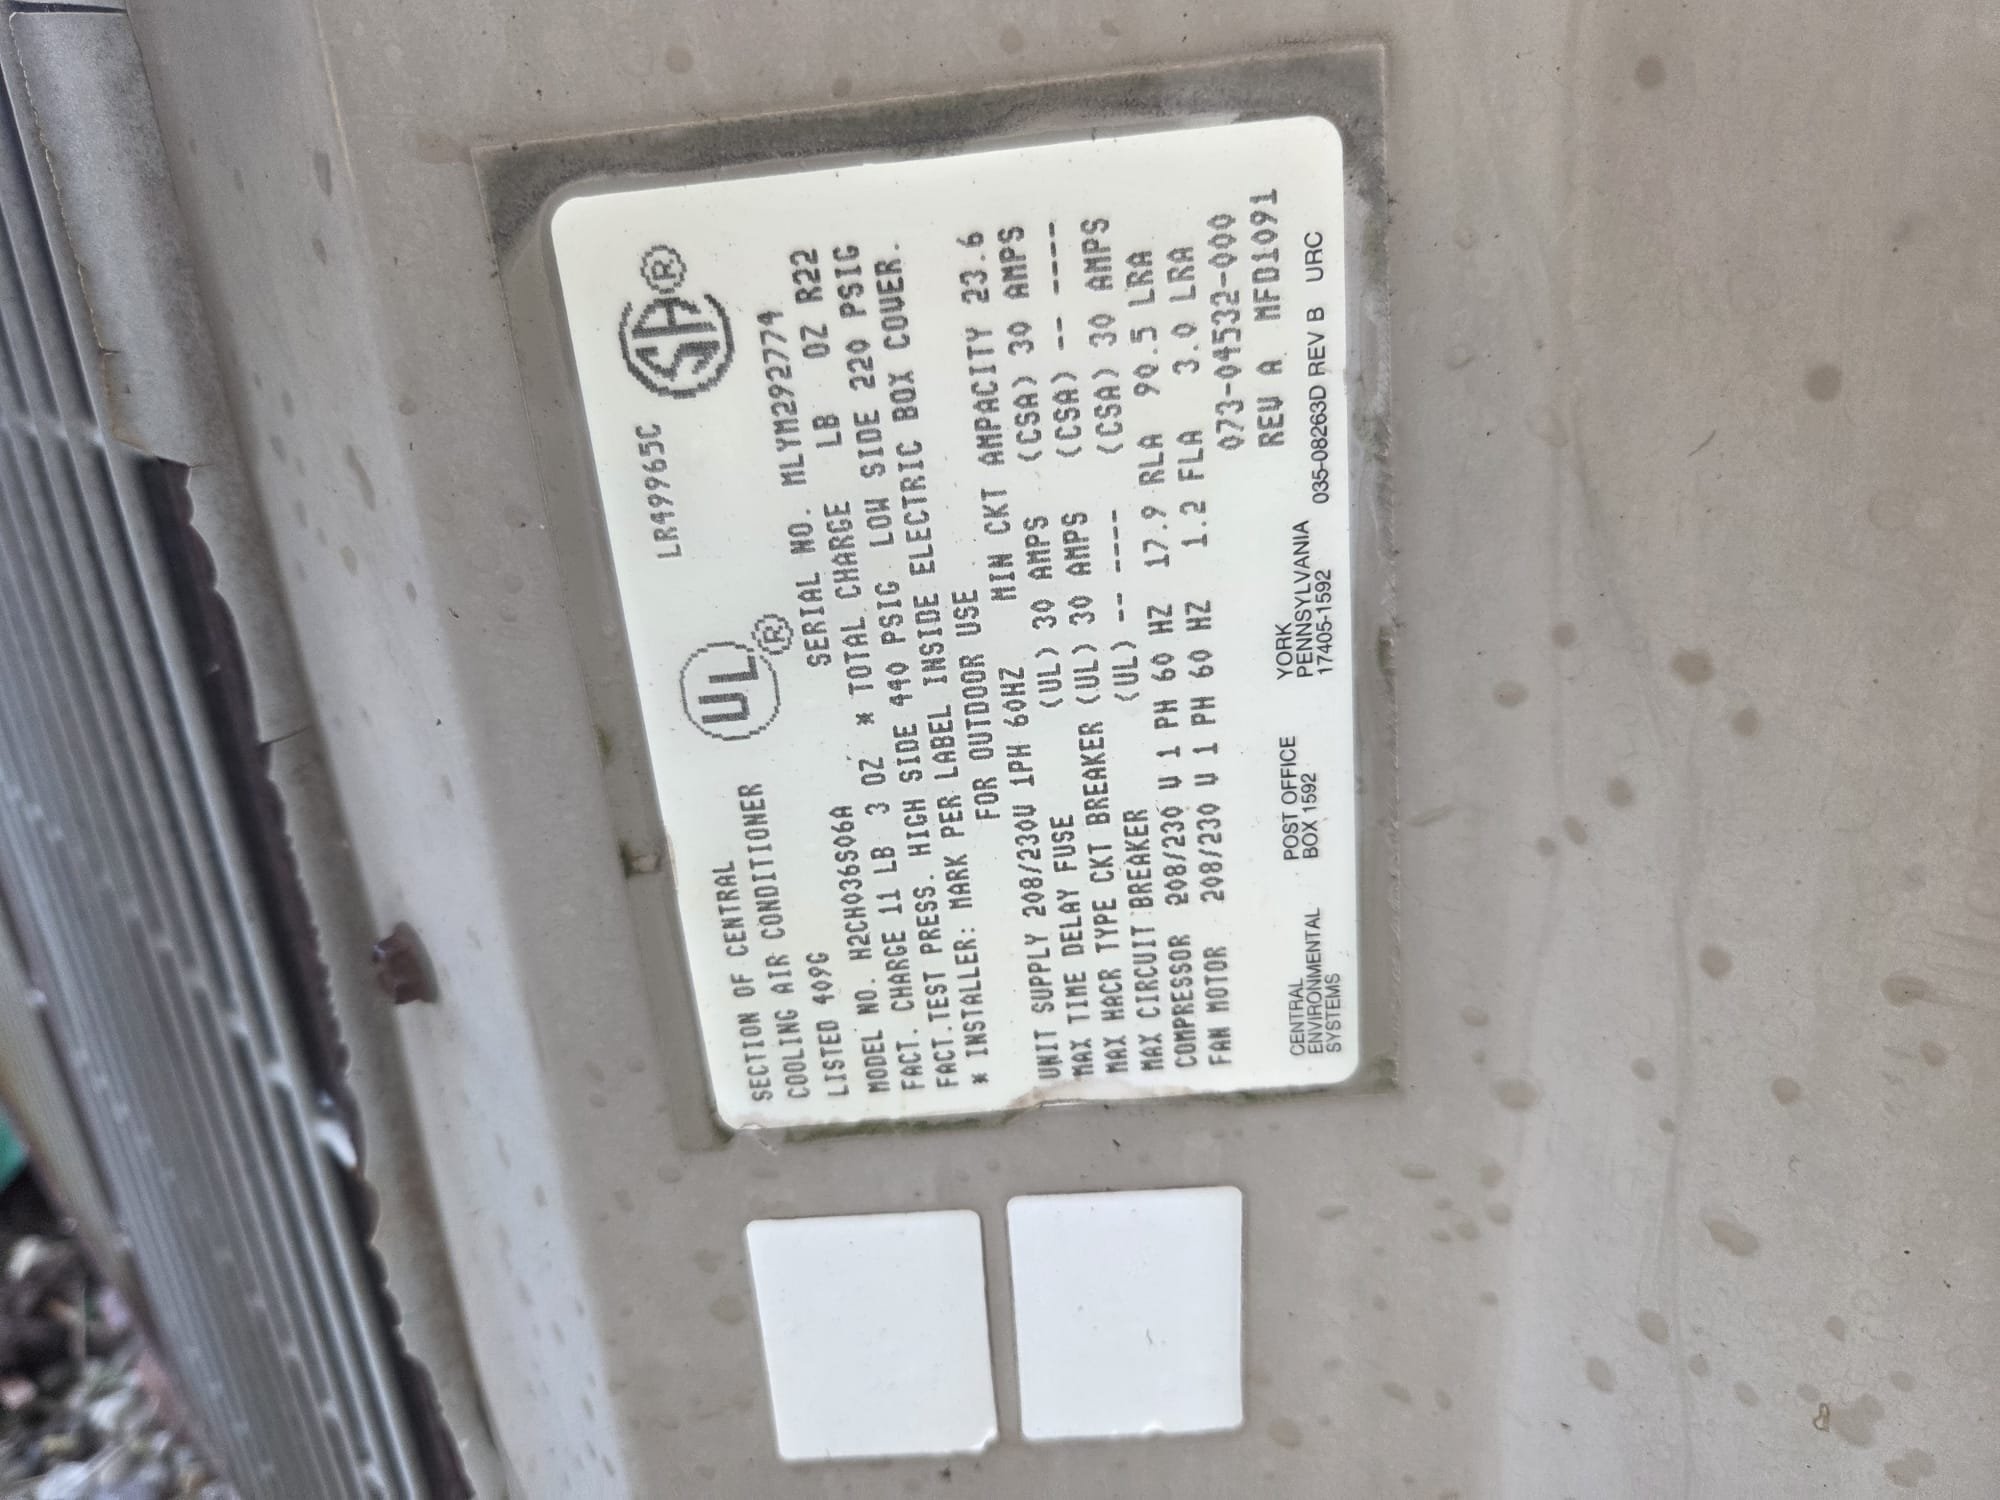 LR49965C
UL ®
SA ®
SECTION OF CENTRAL
COOLING AIR CONDITIONER
LISTED 409G
SERIAL NO. MLYM292774
MODEL NO. H2CH036S06A
* TOTAL CHARGE LB OZ R22
FACT. CHARGE 11 LB 3 OZ
FACT.TEST PRESS. HIGH SIDE 440 PSIG LOW SIDE 220 PSIG
* INSTALLER: MARK PER LABEL INSIDE ELECTRIC BOX COVER.
FOR OUTDOOR USE
UNIT SUPPLY 208/230V 1PH 60HZ MIN CKT AMPACITY 23.6
MAX TIME DELAY FUSE (UL) 30 AMPS (CSA) 30 AMPS
MAX HACR TYPE CKT BREAKER (UL) 30 AMPS (CSA) -- ----
MAX CIRCUIT BREAKER (UL) -- ---- (CSA) 30 AMPS
COMPRESSOR 208/230 V 1 PH 60 HZ 17.9 RLA 90.5 LRA
FAN MOTOR 208/230 V 1 PH 60 HZ 1.2 FLA 3.0 LRA
073-04532-000
REV A MFD1091
CENTRAL
ENVIRONMENTAL
SYSTEMS
POST OFFICE
BOX 1592
YORK
PENNSYLVANIA
17405-1592
035-08263D REV B URC